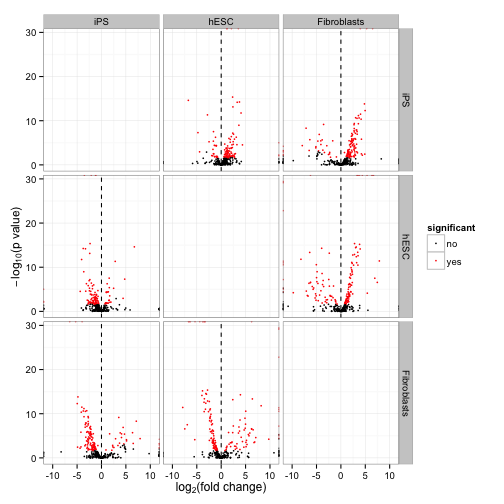 iPS hESC Fibroblasts
30
20
10
0
iPS
30
20
10
0
hESC
30
20
10
0
Fibroblasts
−log10(p value)
-10 -5 0 5 10 -10 -5 0 5 10 -10 -5 0 5 10
log2(fold change)
significant
no
yes